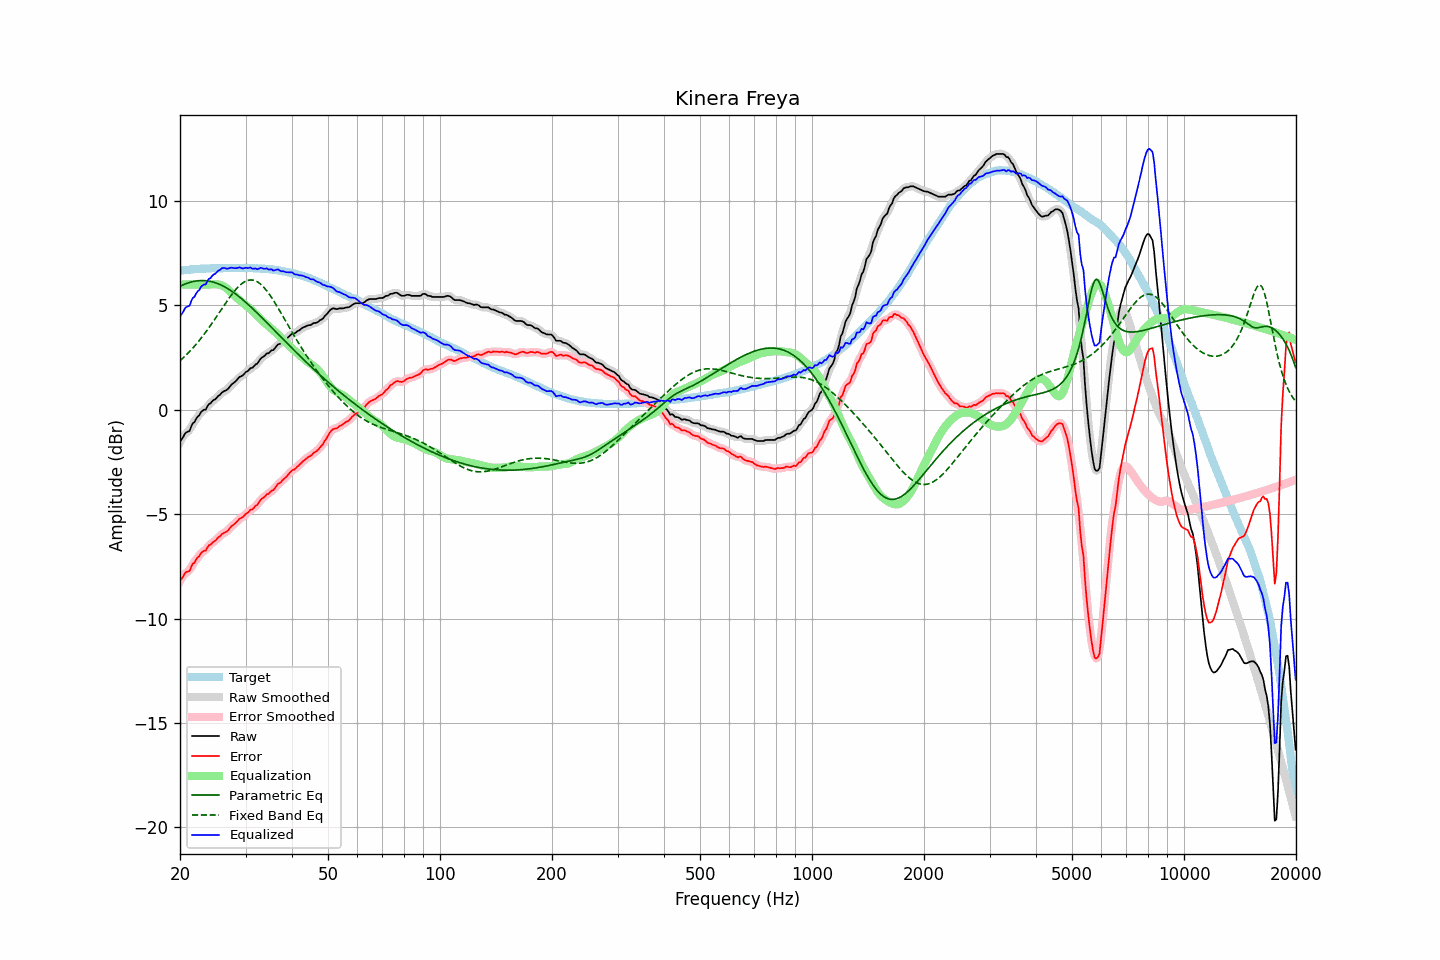 Kinera Freya
Amplitude (dBr)
10
5
0
−5
−10
−15
−20
Target
Raw Smoothed
Error Smoothed
Raw
Error
Equalization
Parametric Eq
Fixed Band Eq
Equalized
20 50 100 200 500 1000 2000 5000 10000 20000
Frequency (Hz)